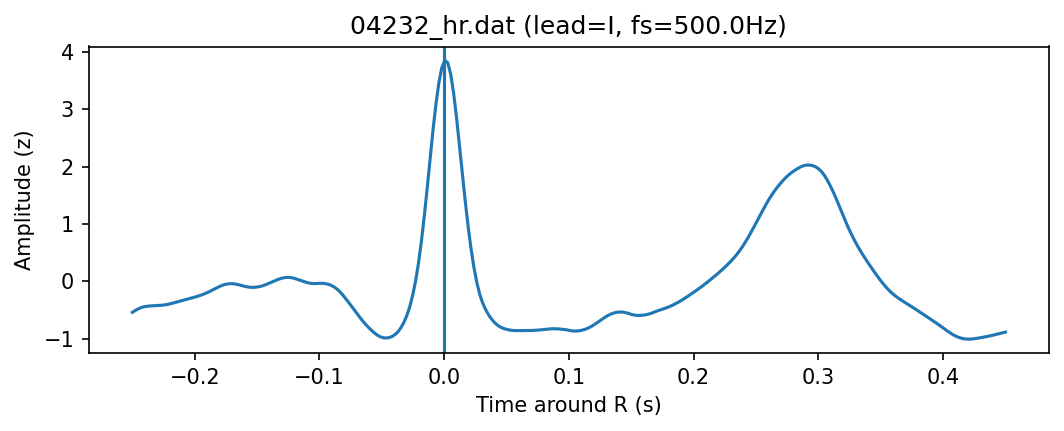 04232_hr.dat (lead=I, fs=500.0Hz)
Amplitude (z)
4
3
2
1
0
−1
−0.2 −0.1 0.0 0.1 0.2 0.3 0.4
Time around R (s)